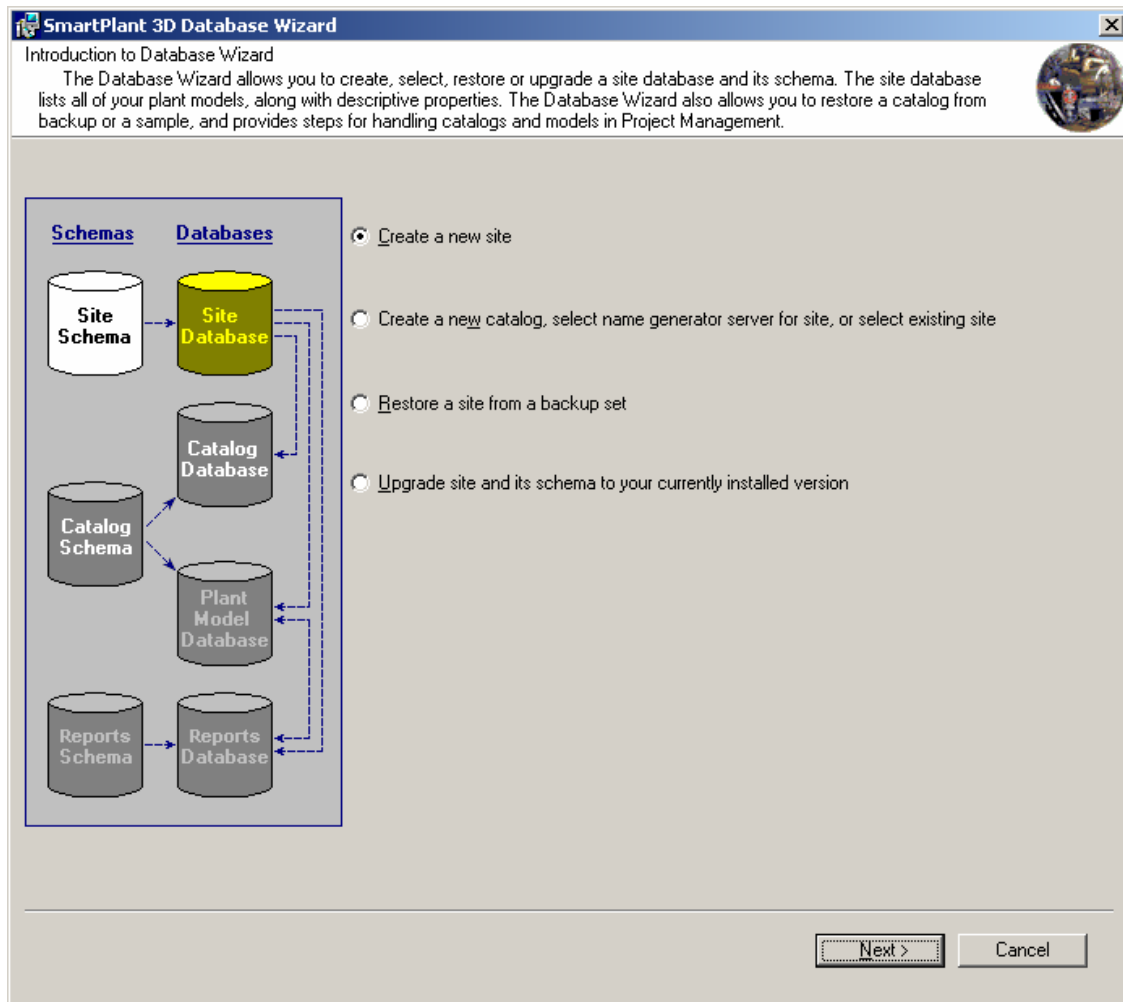 SmartPlant 3D Database Wizard
Introduction to Database Wizard
The Database Wizard allows you to create, select, restore or upgrade a site database and its schema. The site database
lists all of your plant models, along with descriptive properties. The Database Wizard also allows you to restore a catalog from
backup or a sample, and provides steps for handling catalogs and models in Project Management.
Schemas Databases
Site
Schema
Site
Database
Catalog
Database
Catalog
Schema
Plant
Model
Database
Reports
Schema
Reports
Database
Create a new site
Create a new catalog, select name generator server for site, or select existing site
Restore a site from a backup set
Upgrade site and its schema to your currently installed version
Next >
Cancel